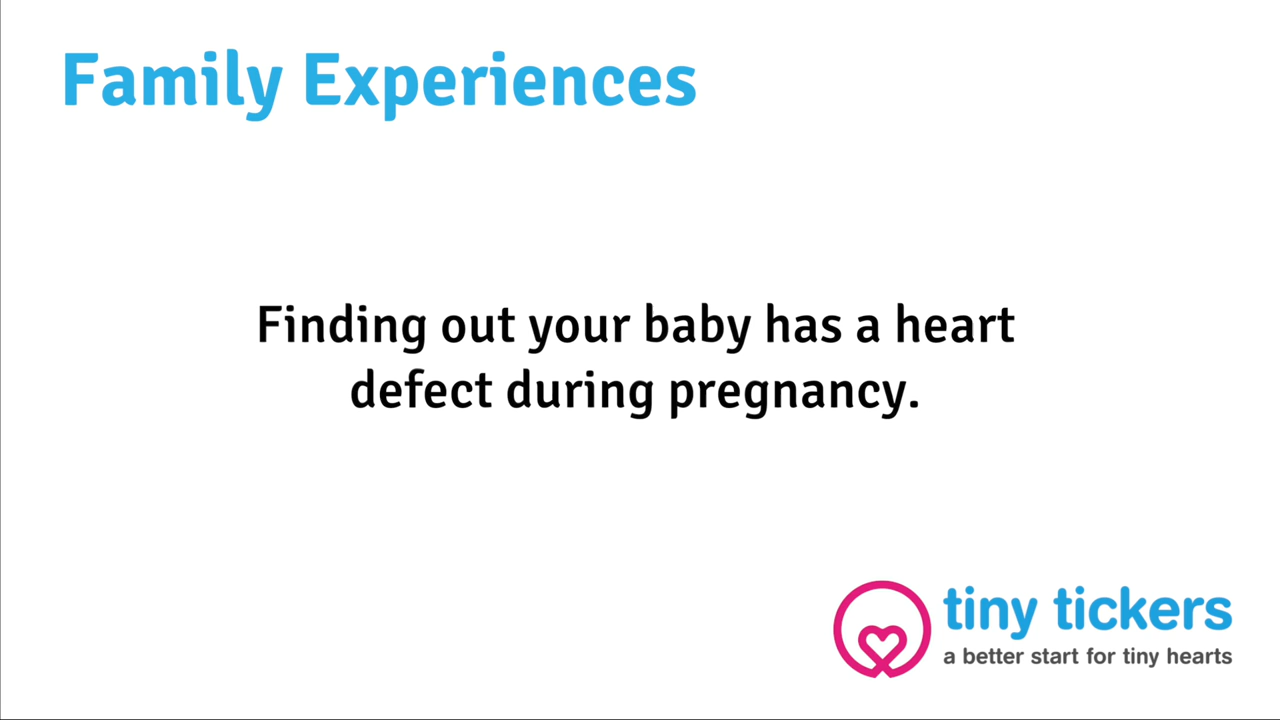 Family Experiences
Finding out your baby has a heart
defect during pregnancy.
tiny tickers
a better start for tiny hearts